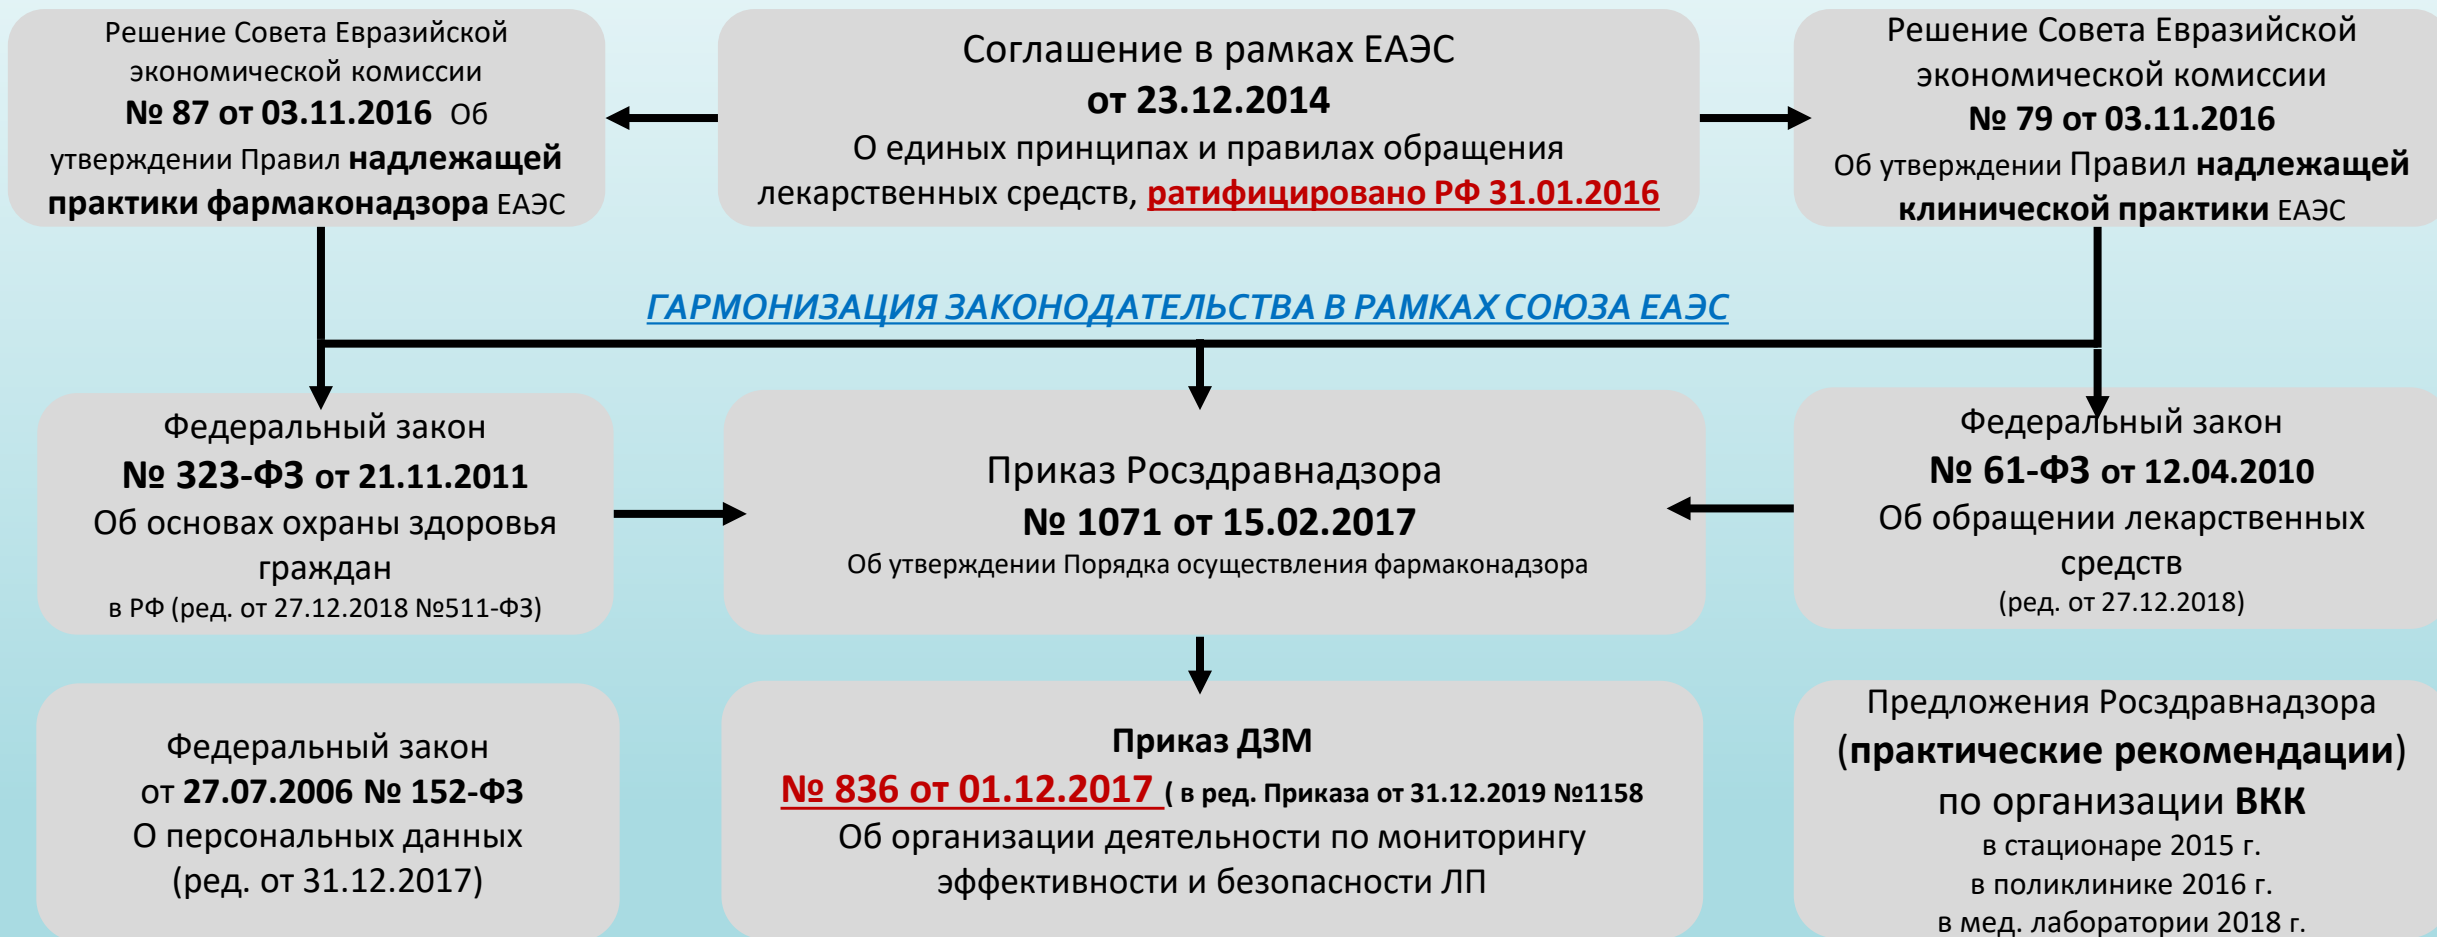 Решение Совета Евразийской
экономической комиссии
№ 87 от 03.11.2016 Об
утверждении Правил надлежащей
практики фармаконадзора ЕАЭС
Соглашение в рамках ЕАЭС
от 23.12.2014
О единых принципах и правилах обращения
лекарственных средств, ратифицировано РФ 31.01.2016
Решение Совета Евразийской
экономической комиссии
№ 79 от 03.11.2016
Об утверждении Правил надлежащей
клинической практики ЕАЭС
ГАРМОНИЗАЦИЯ ЗАКОНОДАТЕЛЬСТВА В РАМКАХ СОЮЗА ЕАЭС
Федеральный закон
№ 323-ФЗ от 21.11.2011
Об основах охраны здоровья
граждан
в РФ (ред. от 27.12.2018 №511-ФЗ)
Приказ Росздравнадзора
№ 1071 от 15.02.2017
Об утверждении Порядка осуществления фармаконадзора
Федеральный закон
№ 61-ФЗ от 12.04.2010
Об обращении лекарственных
средств
(ред. от 27.12.2018)
Федеральный закон
от 27.07.2006 № 152-ФЗ
О персональных данных
(ред. от 31.12.2017)
Приказ ДЗМ
№ 836 от 01.12.2017 ( в ред. Приказа от 31.12.2019 №1158
Об организации деятельности по мониторингу
эффективности и безопасности ЛП
Предложения Росздравнадзора
(практические рекомендации)
по организации ВКК
в стационаре 2015 г.
в поликлинике 2016 г.
в мед. лаборатории 2018 г.